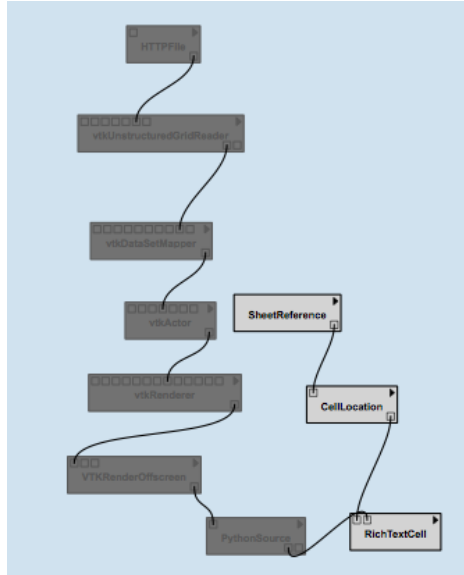 HTTPFile
vtkUnstructuredGridReader
vtkDataSetMapper
vtkActor
SheetReference
vtkRenderer
CellLocation
VTKRenderOffscreen
PythonSource
RichTextCell